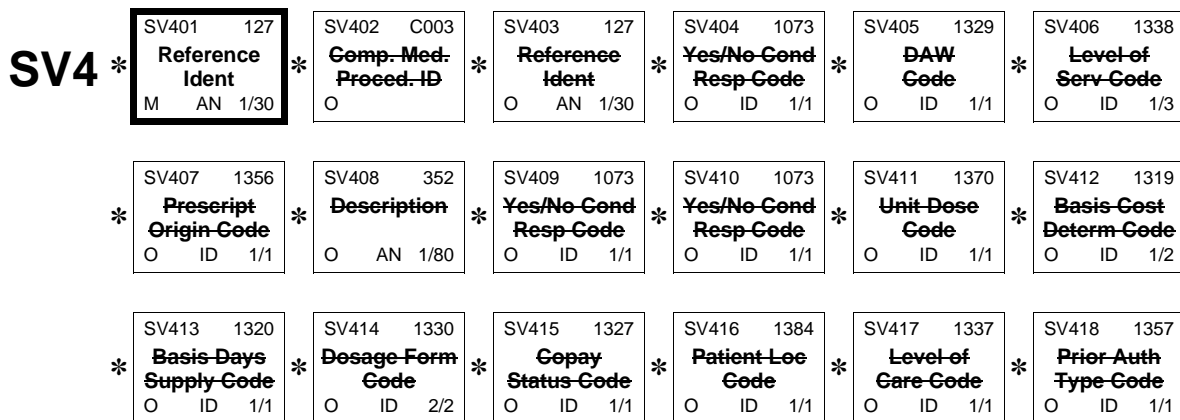 SV401 127 SV402 C003 SV403 127 SV404 1073 SV405 1329 SV406 1338
SV4 * Reference * Comp. Med. * Reference * Yes/No Cond * DAW * Level of
Ident Proced. ID Ident Resp Code Code Serv Code
M AN 1/30 O O AN 1/30 O ID 1/1 O ID 1/1 O ID 1/3
SV407 1356 SV408 352 SV409 1073 SV410 1073 SV411 1370 SV412 1319
* Prescript * Description * Yes/No Cond * Yes/No Cond * Unit Dose * Basis Cost
Origin Code Resp Code Resp Code Code Determ Code
O ID 1/1 O AN 1/80 O ID 1/1 O ID 1/1 O ID 1/1 O ID 1/2
SV413 1320 SV414 1330 SV415 1327 SV416 1384 SV417 1337 SV418 1357
* Basis Days * Dosage Form * Copay * Patient Loc * Level of * Prior Auth
Supply Code Code Status Code Code Care Code Type Code
O ID 1/1 O ID 2/2 O ID 1/1 O ID 1/1 O ID 1/1 O ID 1/1